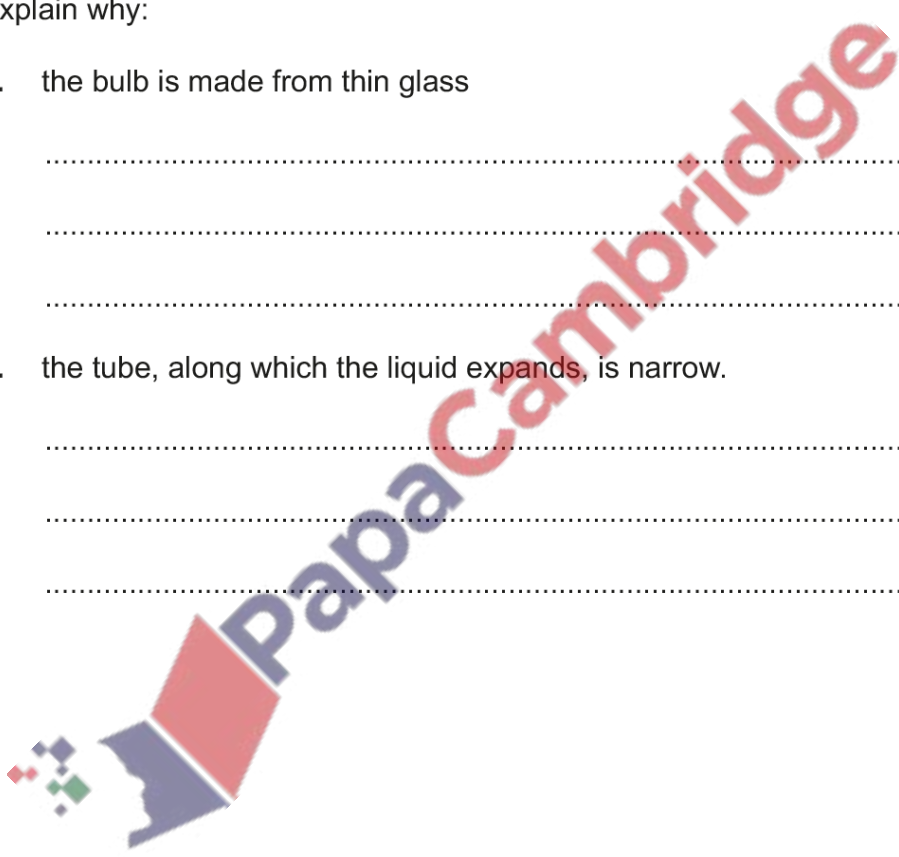 xplain why:
. the bulb is made from thin glass
. the tube, along which the liquid expands, is narrow.
PapaCambridge